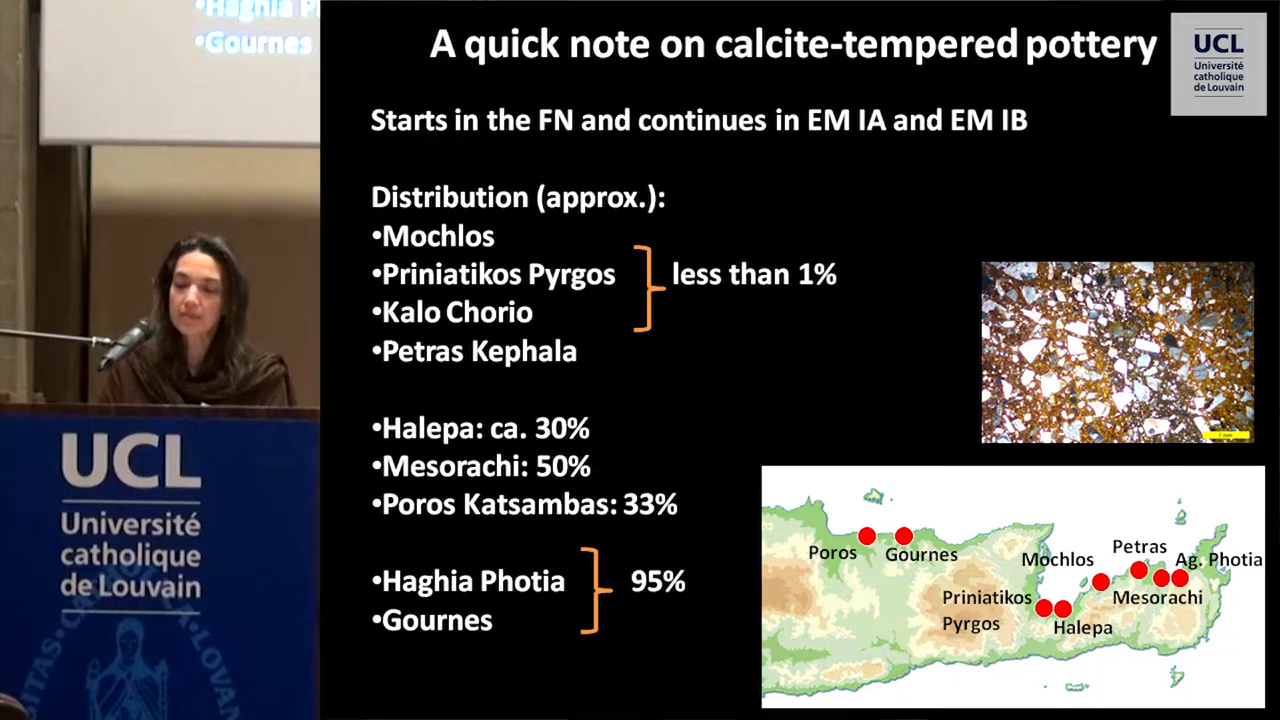 •Haghia P
•Gournes
A quick note on calcite-tempered pottery
UCL
Université
catholique
de Louvain
Starts in the FN and continues in EM IA and EM IB
Distribution (approx.):
•Mochlos
•Priniatikos Pyrgos
less than 1%
•Kalo Chorio
•Petras Kephala
•Halepa: ca. 30%
•Mesorachi: 50%
•Poros Katsambas: 33%
•Haghia Photia
95%
•Gournes
1 mm
Poros
Gournes
Mochlos
Petras
Ag. Photia
Priniatikos
Pyrgos
Mesorachi
Halepa
UCL
Université
catholique
de Louvain